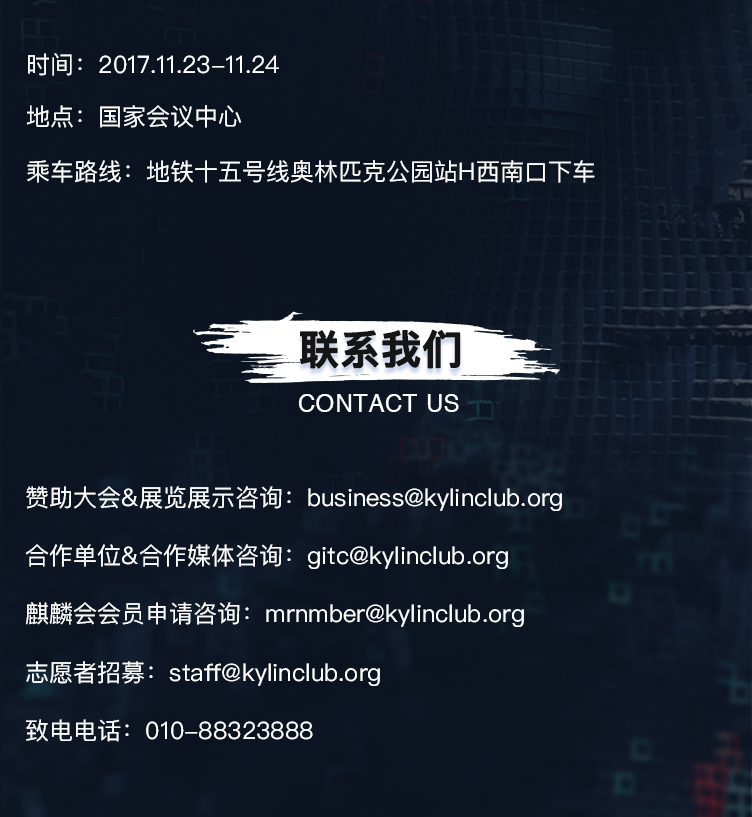 时间：2017.11.23-11.24
地点：国家会议中心
乘车路线：地铁十五号线奥林匹克公园站H西南口下车
联系我们
CONTACT US
赞助大会&展览展示咨询：business@kylinclub.org
合作单位&合作媒体咨询：gitc@kylinclub.org
麒麟会会员申请咨询：mrnmber@kylinclub.org
志愿者招募：staff@kylinclub.org
致电电话：010-88323888